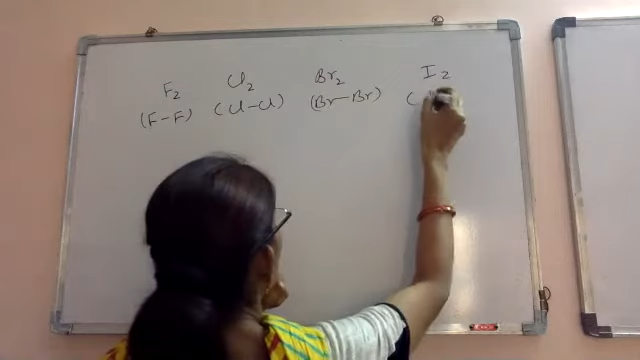 F₂ Cl₂ Br₂ I₂
(F-F) (Cl-Cl) (Br-Br) (